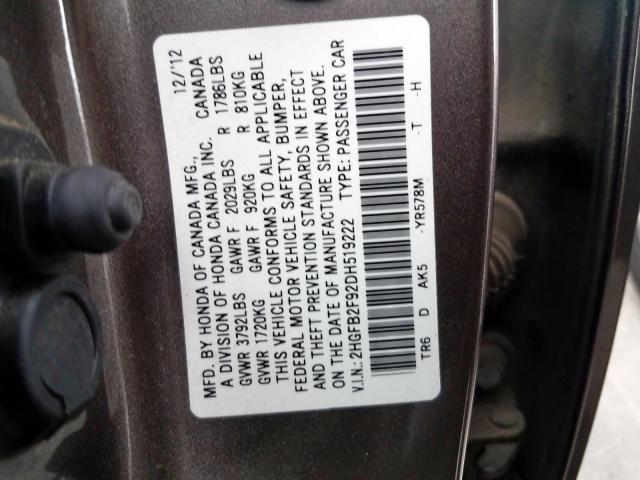 MFD. BY HONDA OF CANADA MFG., 12/12
A DIVISION OF HONDA CANADA INC. CANADA
GVWR 3792LBS GAWR F 2029LBS R 1786LBS
GVWR 1720KG GAWR F 920KG R 810KG
THIS VEHICLE CONFORMS TO ALL APPLICABLE
FEDERAL MOTOR VEHICLE SAFETY, BUMPER,
AND THEFT PREVENTION STANDARDS IN EFFECT
ON THE DATE OF MANUFACTURE SHOWN ABOVE.
V.I.N.: 2HGFB2F92DH519222 TYPE: PASSENGER CAR
TR6 D AK5 -YR578M -T -H